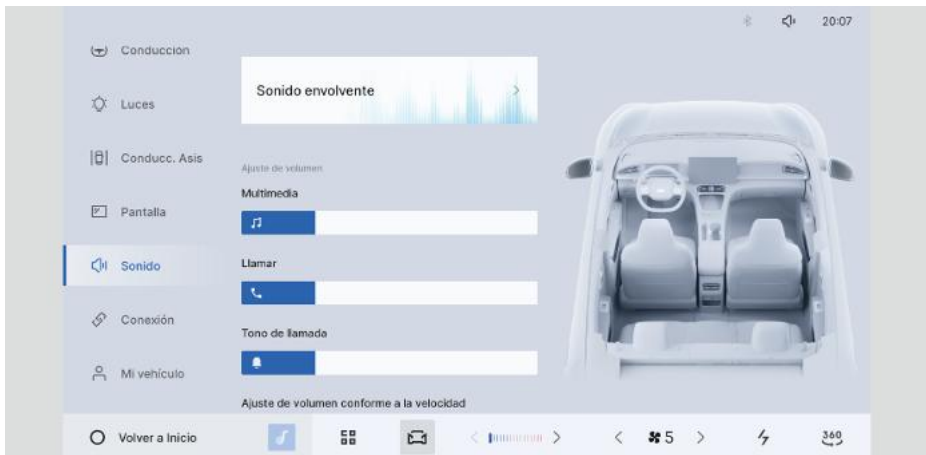 20:07
Conduccion
Luces
Conducc. Asis
Pantalla
Sonido
Conexión
Mi vehículo
Sonido envolvente
Ajuste de volumen
Multimedia
Llamar
Tono de llamada
Ajuste de volumen conforme a la velocidad
Volver a Inicio
5
360